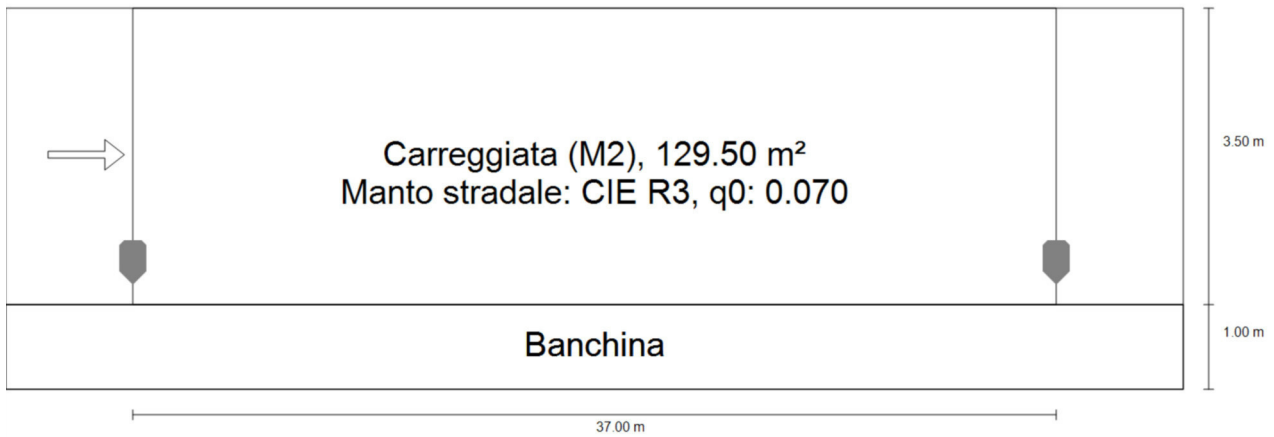 Carreggiata (M2), 129.50 m²
Manto stradale: CIE R3, q0: 0.070
3.50 m
Banchina
1.00 m
37.00 m